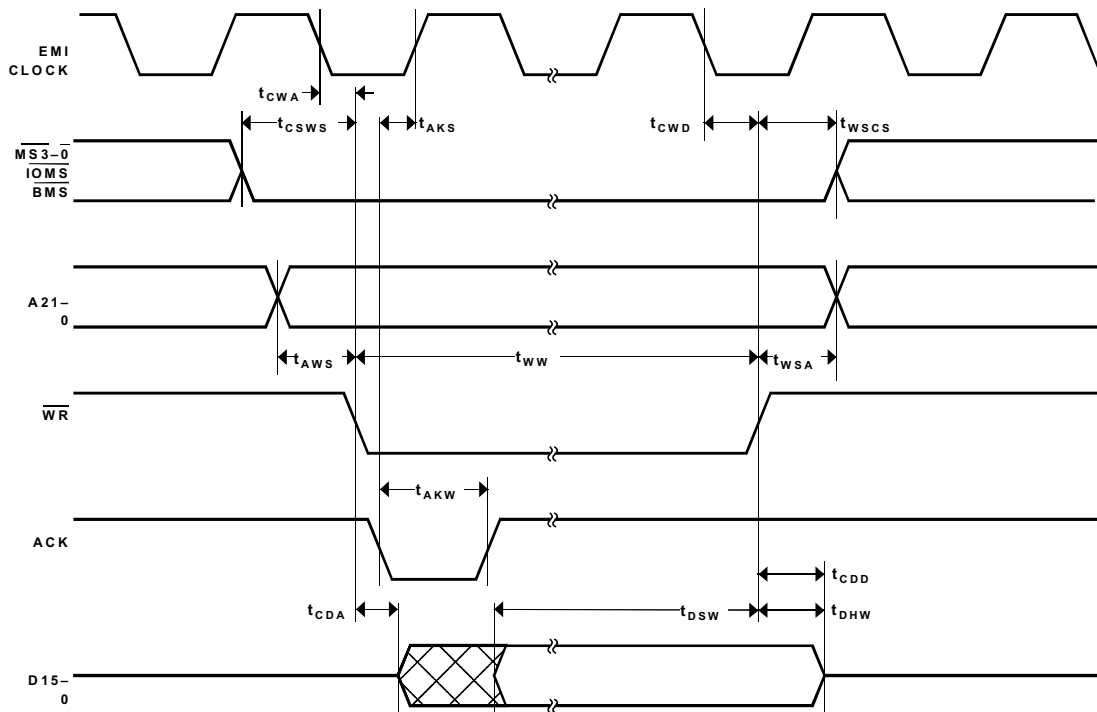 EMI
CLOCK
tCWA
tCSWS
tAKS
tCWD
tWSCS
MS3–0
IOMS
BMS
A21–
0
tAWS
tWW
tWSA
WR
tAKW
ACK
tCDD
tCDA
tDSW
tDHW
D15–
0